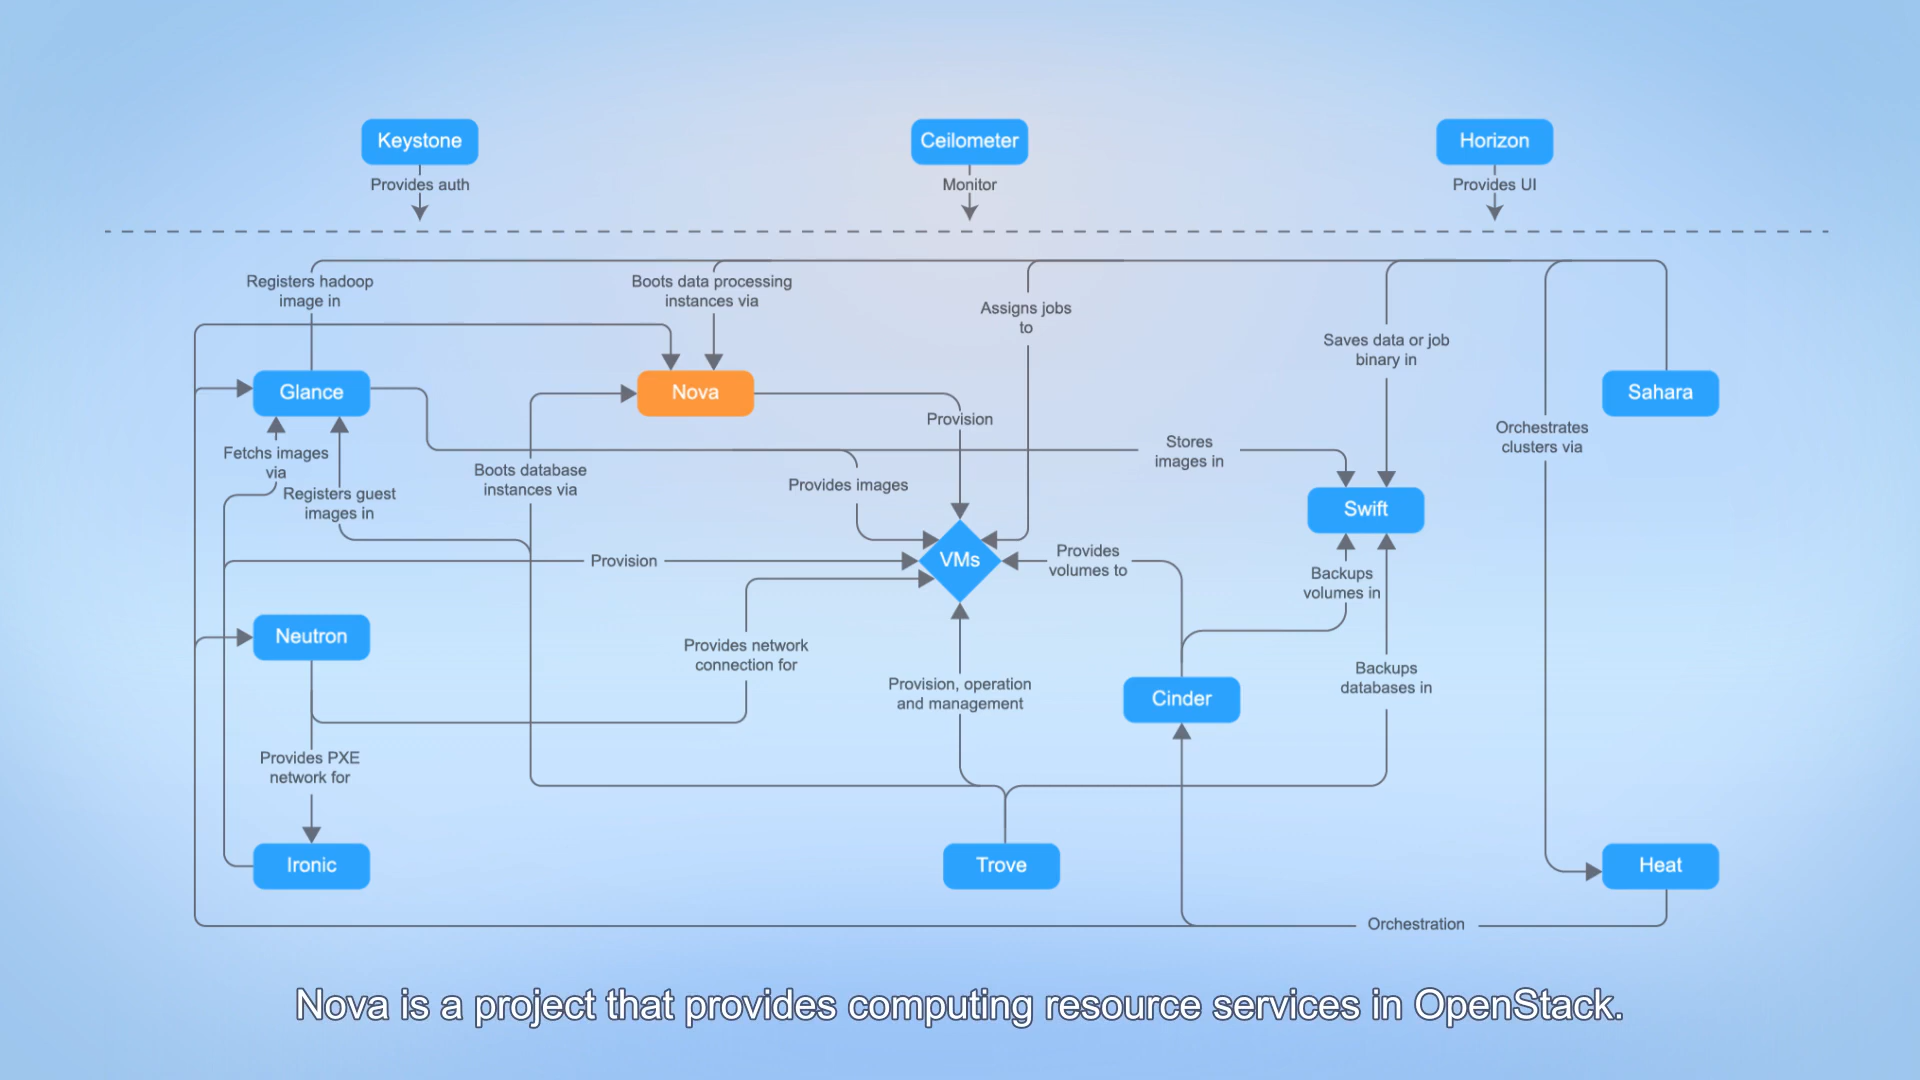 Keystone
Ceilometer
Horizon
Provides auth
Monitor
Provides UI
Registers hadoop
image in
Boots data processing
instances via
Assigns jobs
to
Saves data or job
binary in
Glance
Nova
Sahara
Provision
Orchestrates
clusters via
Stores
images in
Fetchs images
via
Boots database
instances via
Provides images
Registers guest
images in
Swift
Provision
VMs
Provides
volumes to
Backups
volumes in
Neutron
Provides network
connection for
Provision, operation
and management
Cinder
Backups
databases in
Provides PXE
network for
Ironic
Trove
Heat
Orchestration
Nova is a project that provides computing resource services in OpenStack.